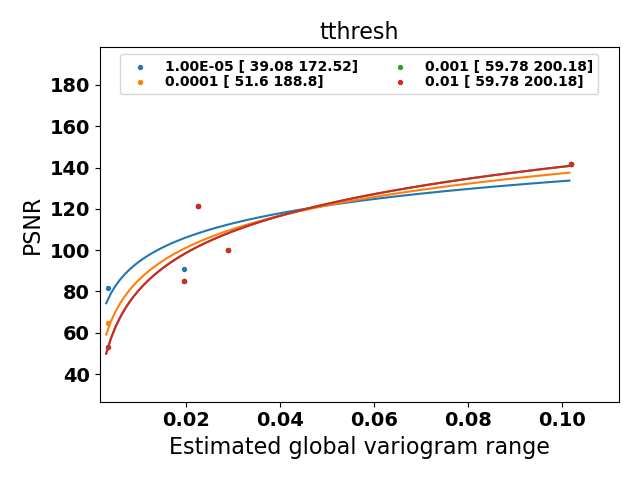 tthresh
1.00E-05 [ 39.08 172.52]
0.0001 [ 51.6 188.8]
0.001 [ 59.78 200.18]
0.01 [ 59.78 200.18]
180
160
140
120
100
80
60
40
PSNR
0.02 0.04 0.06 0.08 0.10
Estimated global variogram range